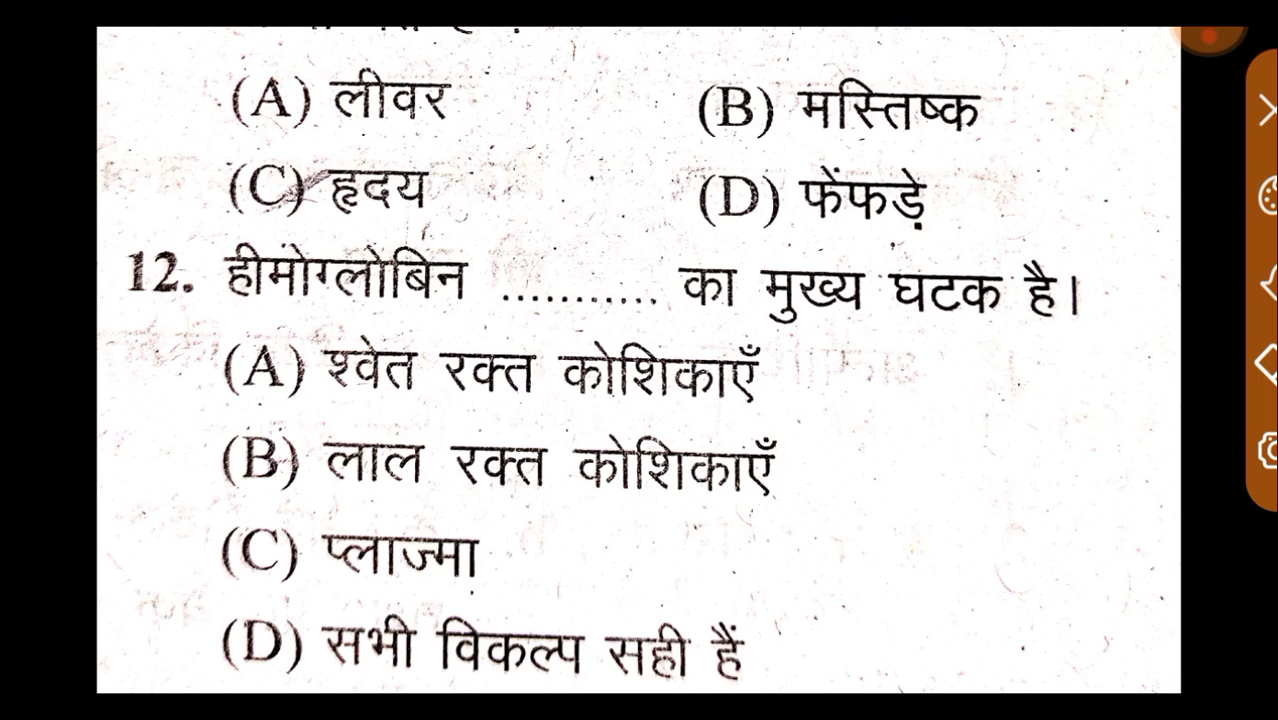 (A) लीवर (B) मस्तिष्क
(C) हृदय (D) फेंफड़े
12. हीमोग्लोबिन ........... का मुख्य घटक है।
(A) श्वेत रक्त कोशिकाएँ
(B) लाल रक्त कोशिकाएँ
(C) प्लाज्मा
(D) सभी विकल्प सही हैं